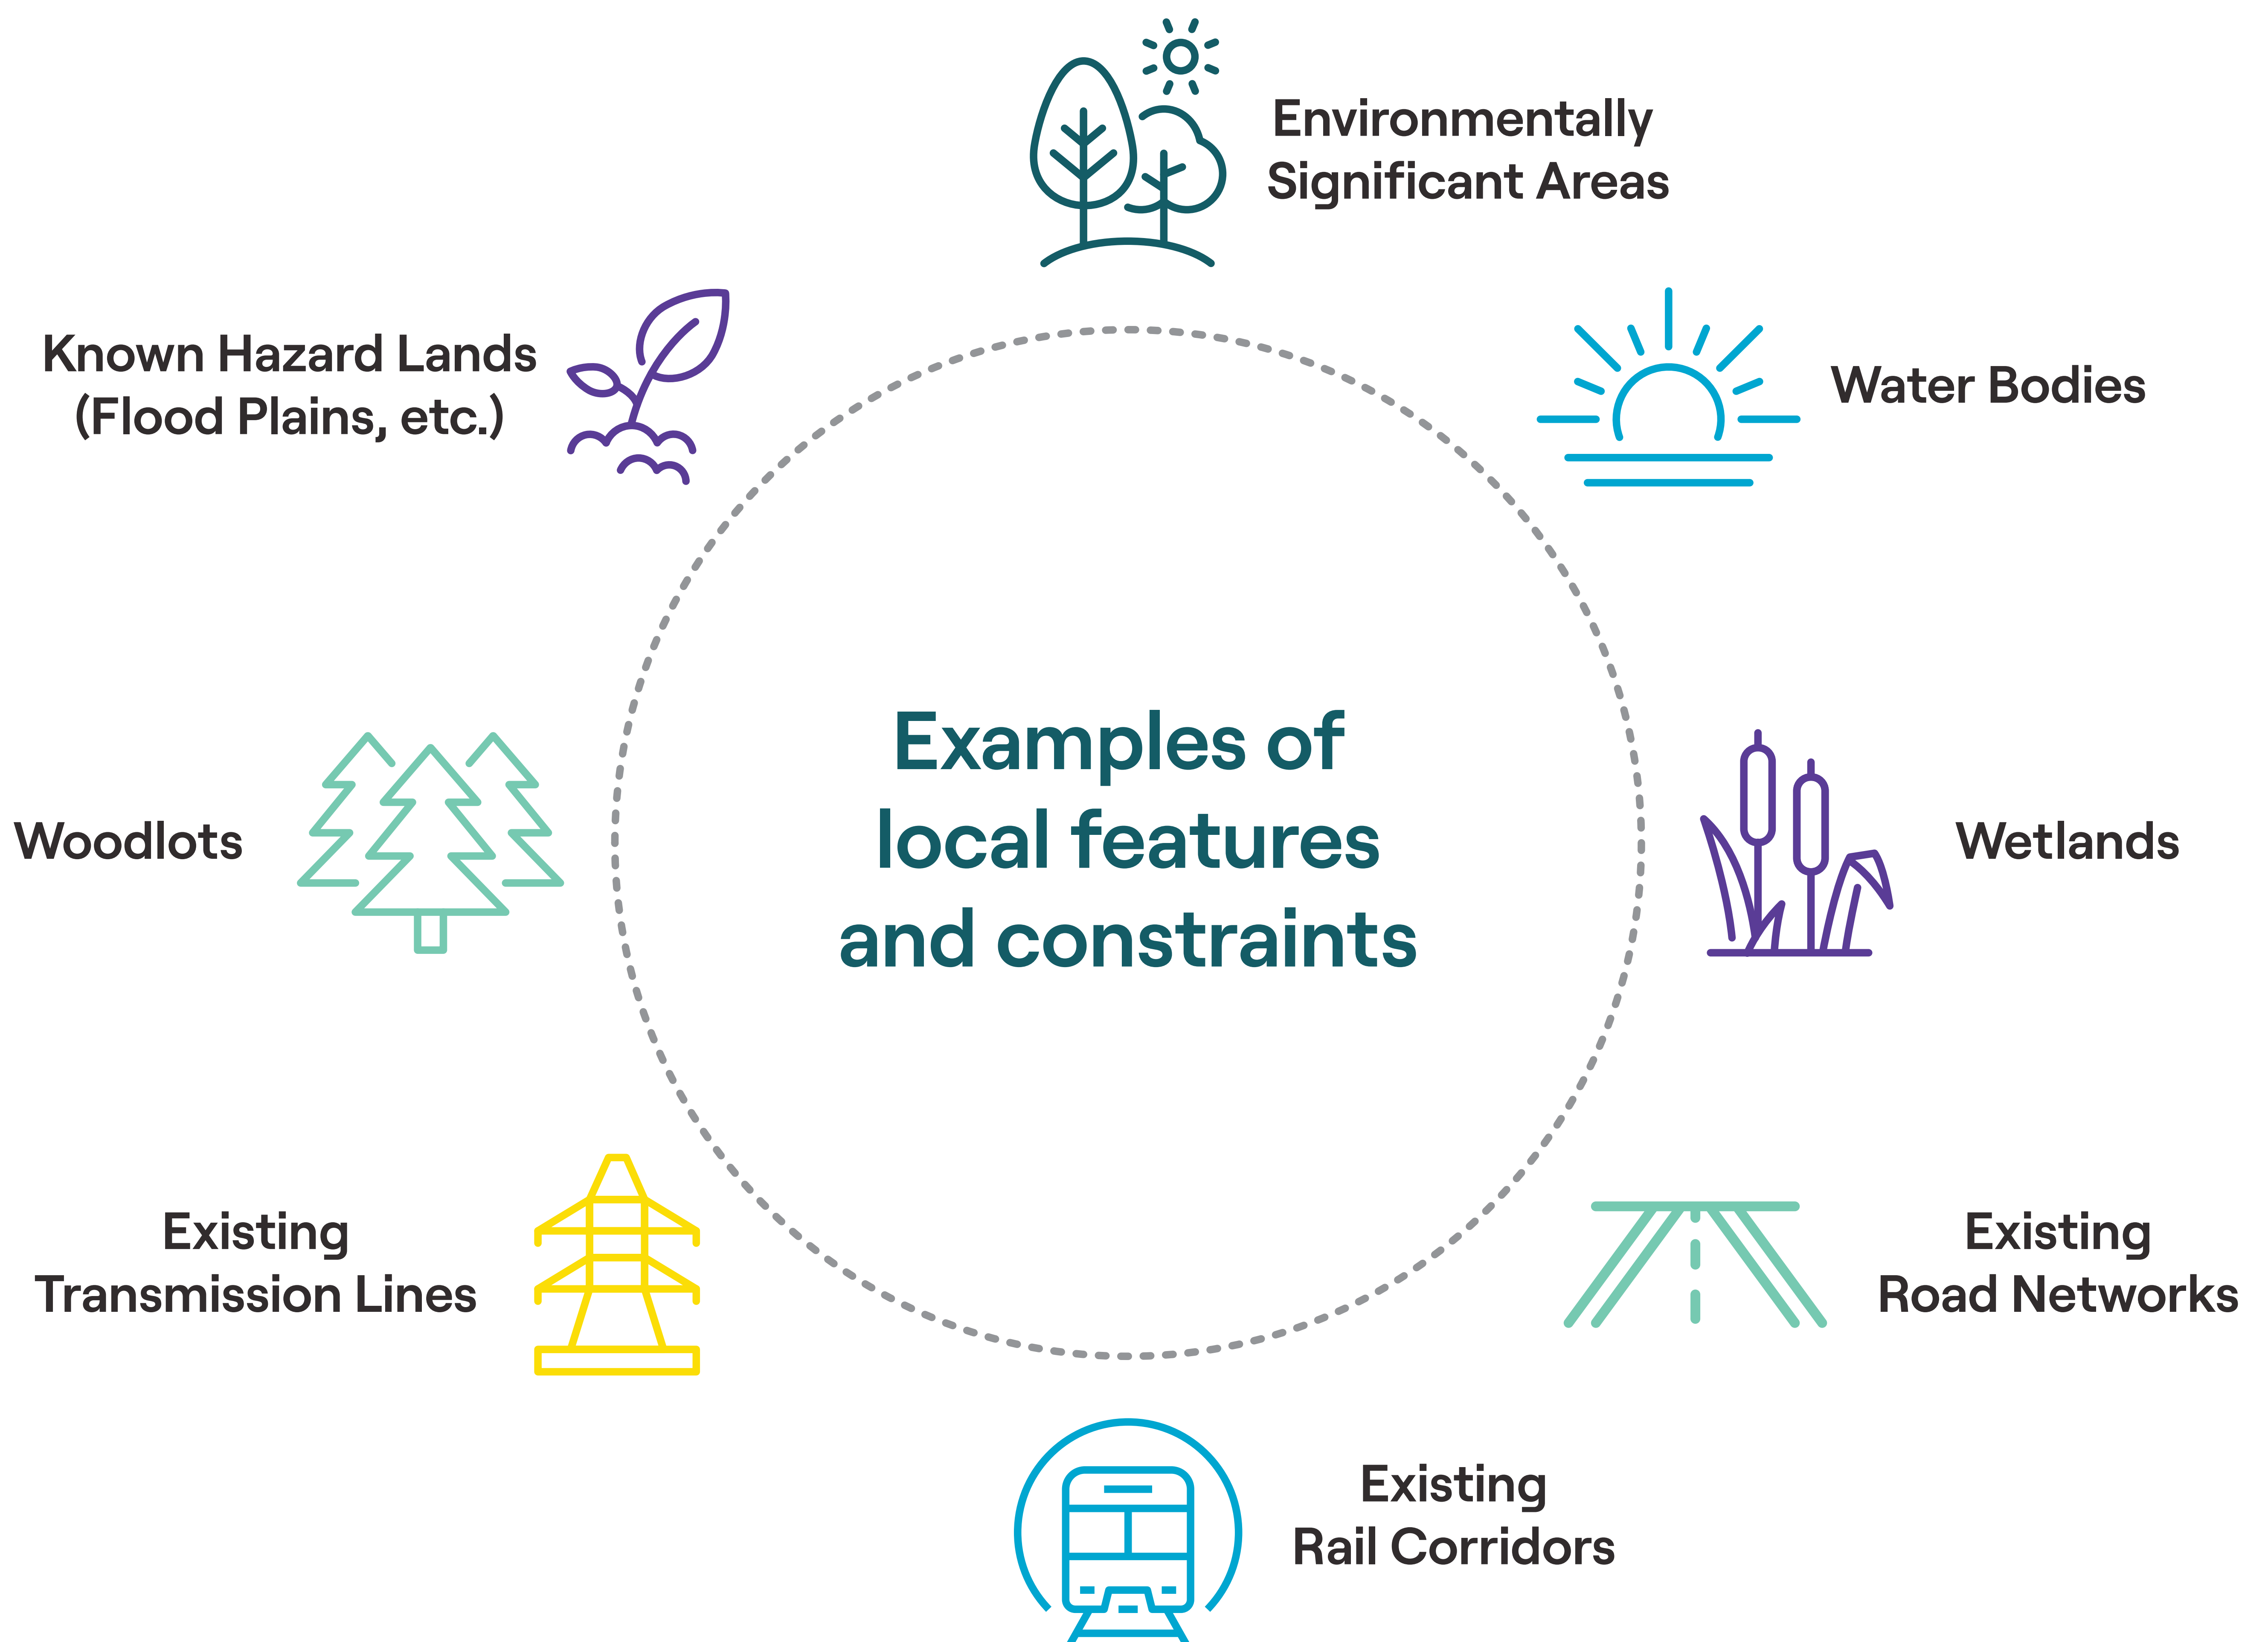 Environmentally
Significant Areas
Known Hazard Lands
(Flood Plains, etc.)
Water Bodies
Examples of
local features
and constraints
Woodlots
Wetlands
Existing
Transmission Lines
Existing
Road Networks
Existing
Rail Corridors